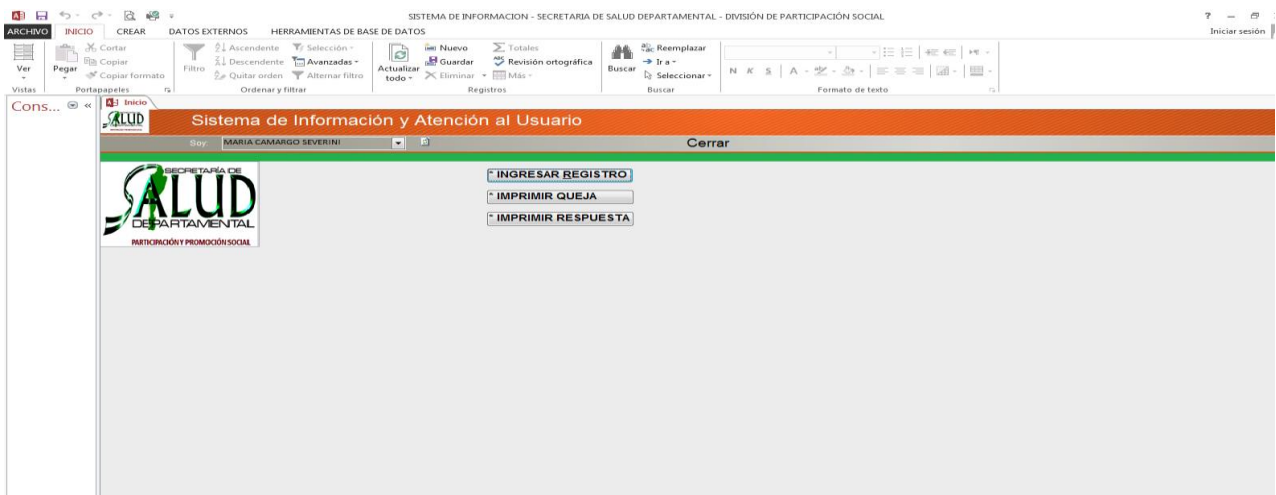 SISTEMA DE INFORMACION - SECRETARIA DE SALUD DEPARTAMENTAL - DIVISIÓN DE PARTICIPACIÓN SOCIAL
ARCHIVO INICIO CREAR DATOS EXTERNOS HERRAMIENTAS DE BASE DE DATOS Iniciar sesión
Ver
Vistas
Pegar
Cortar
Copiar
Copiar formato
Portapapeles
Filtro
Ascendente
Descendente
Quitar orden
Selección
Avanzadas
Alternar filtro
Ordenar y filtrar
Actualizar
todo
Nuevo
Guardar
Eliminar
Totales
Revisión ortográfica
Más
Registros
Buscar
Reemplazar
Ir a
Seleccionar
Buscar
N K S A
Formato de texto
Cons...
Inicio
SALUD
Sistema de Información y Atención al Usuario
Soy: MARIA CAMARGO SEVERINI
Cerrar
SECRETARÍA DE
SALUD
DEPARTAMENTAL
PARTICIPACIÓN Y PROMOCIÓN SOCIAL
* INGRESAR REGISTRO
* IMPRIMIR QUEJA
* IMPRIMIR RESPUESTA